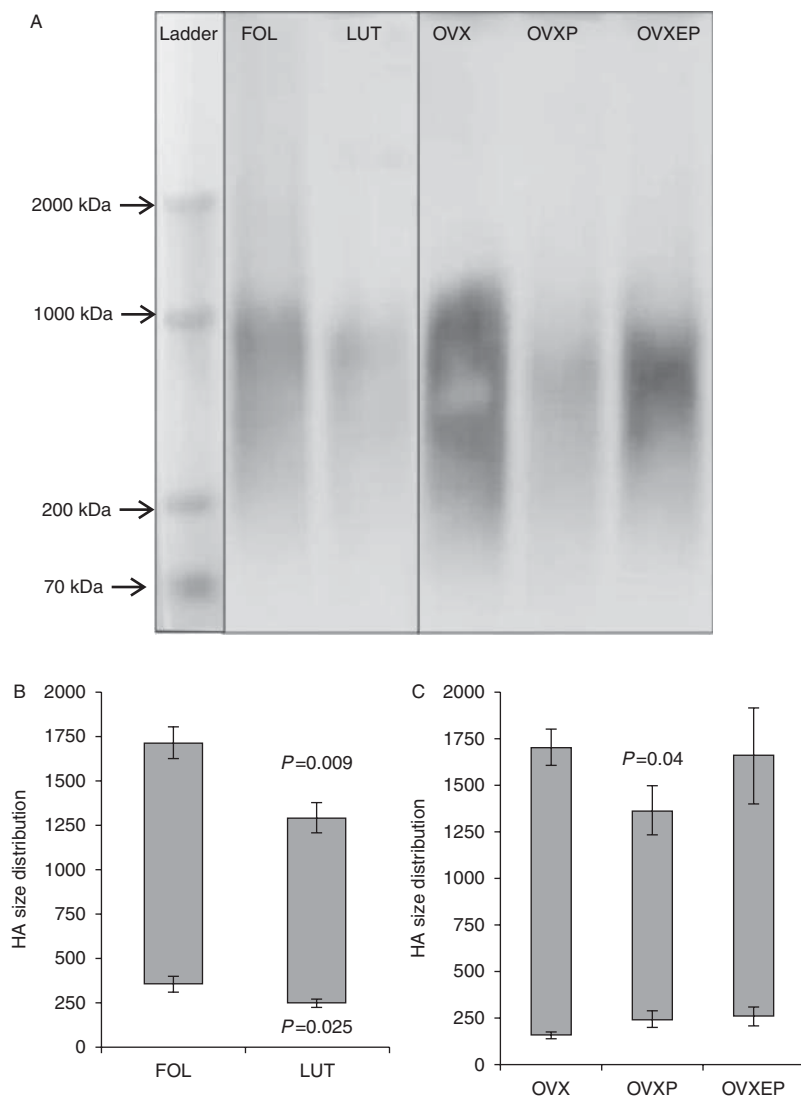 A
Ladder FOL LUT OVX OVXP OVXEP
2000 kDa
1000 kDa
200 kDa
70 kDa
B
HA size distribution
2000
1750
1500
1250
1000
750
500
250
0
P=0.009
P=0.025
FOL LUT
C
HA size distribution
2000
1750
1500
1250
1000
750
500
250
0
P=0.04
OVX OVXP OVXEP